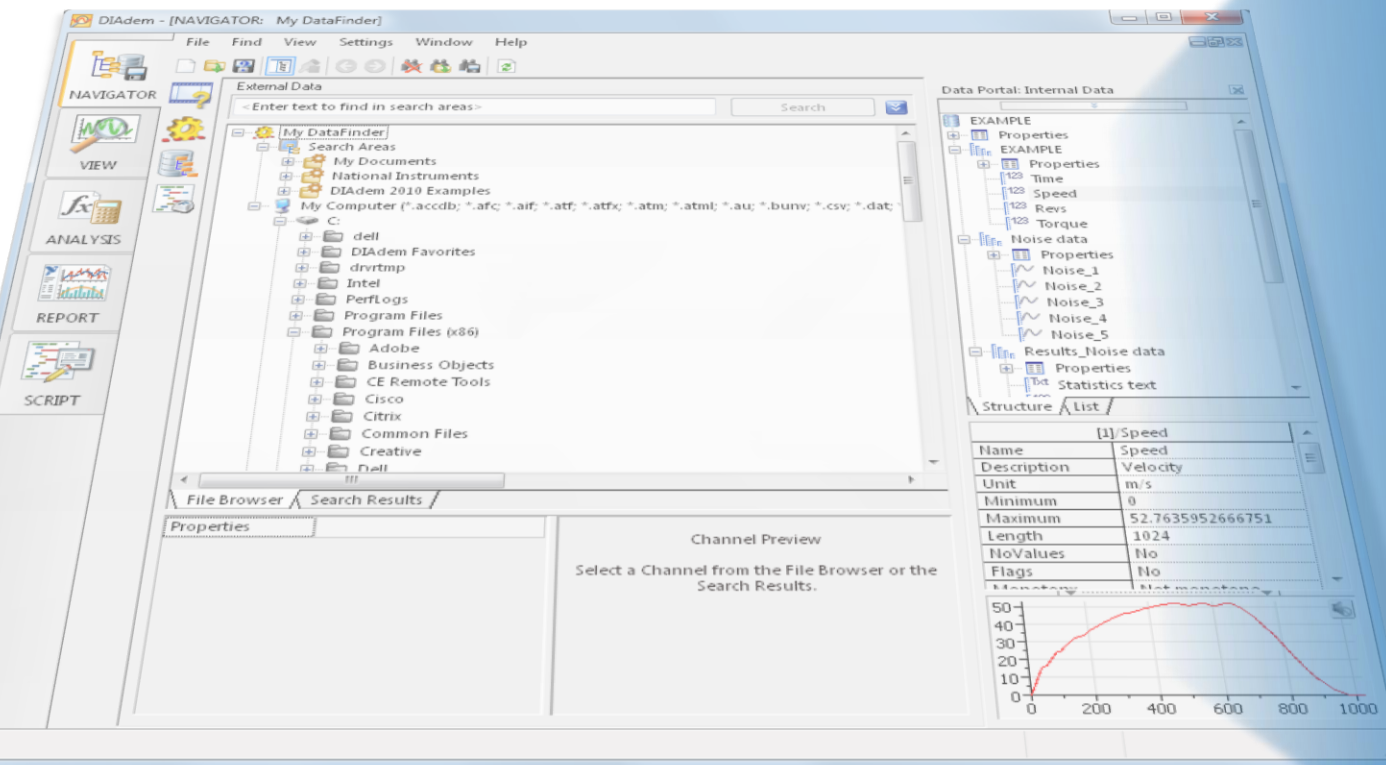 DIAdem - [NAVIGATOR: My DataFinder]
File Find View Settings Window Help
NAVIGATOR
VIEW
ANALYSIS
REPORT
SCRIPT
External Data
<Enter text to find in search areas>
Search
My DataFinder
Search Areas
My Documents
National Instruments
DIAdem 2010 Examples
My Computer (*.accdb; *.afc; *.aif; *.atf; *.atfx; *.atm; *.atml; *.au; *.bunv; *.csv; *.dat;
C:
dell
DIAdem Favorites
drvrtmp
Intel
PerfLogs
Program Files
Program Files (x86)
Adobe
Business Objects
CE Remote Tools
Cisco
Citrix
Common Files
Creative
Dell
File Browser Search Results
Properties
Channel Preview
Select a Channel from the File Browser or the
Search Results.
Data Portal: Internal Data
EXAMPLE
Properties
EXAMPLE
Properties
123 Time
123 Speed
123 Revs
123 Torque
Noise data
Properties
Noise_1
Noise_2
Noise_3
Noise_4
Noise_5
Results_Noise data
Properties
Txt Statistics text
Structure List
[1]/Speed
Name Speed
Description Velocity
Unit m/s
Minimum 0
Maximum 52.7635952666751
Length 1024
NoValues No
Flags No
50
40
30
20
10
0
0 200 400 600 800 1000